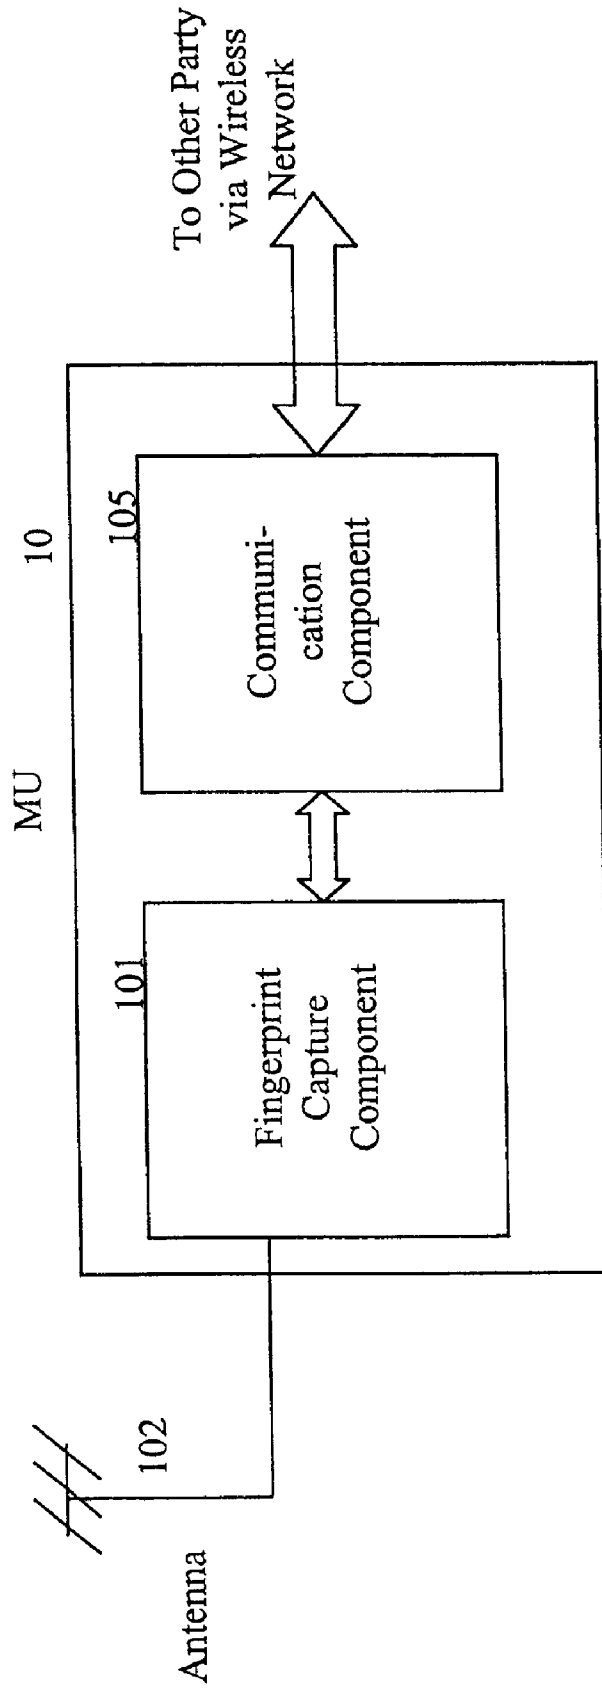 MU
10
101
Fingerprint
Capture
Component
105
Communi-
cation
Component
To Other Party
via Wireless
Network
102
Antenna